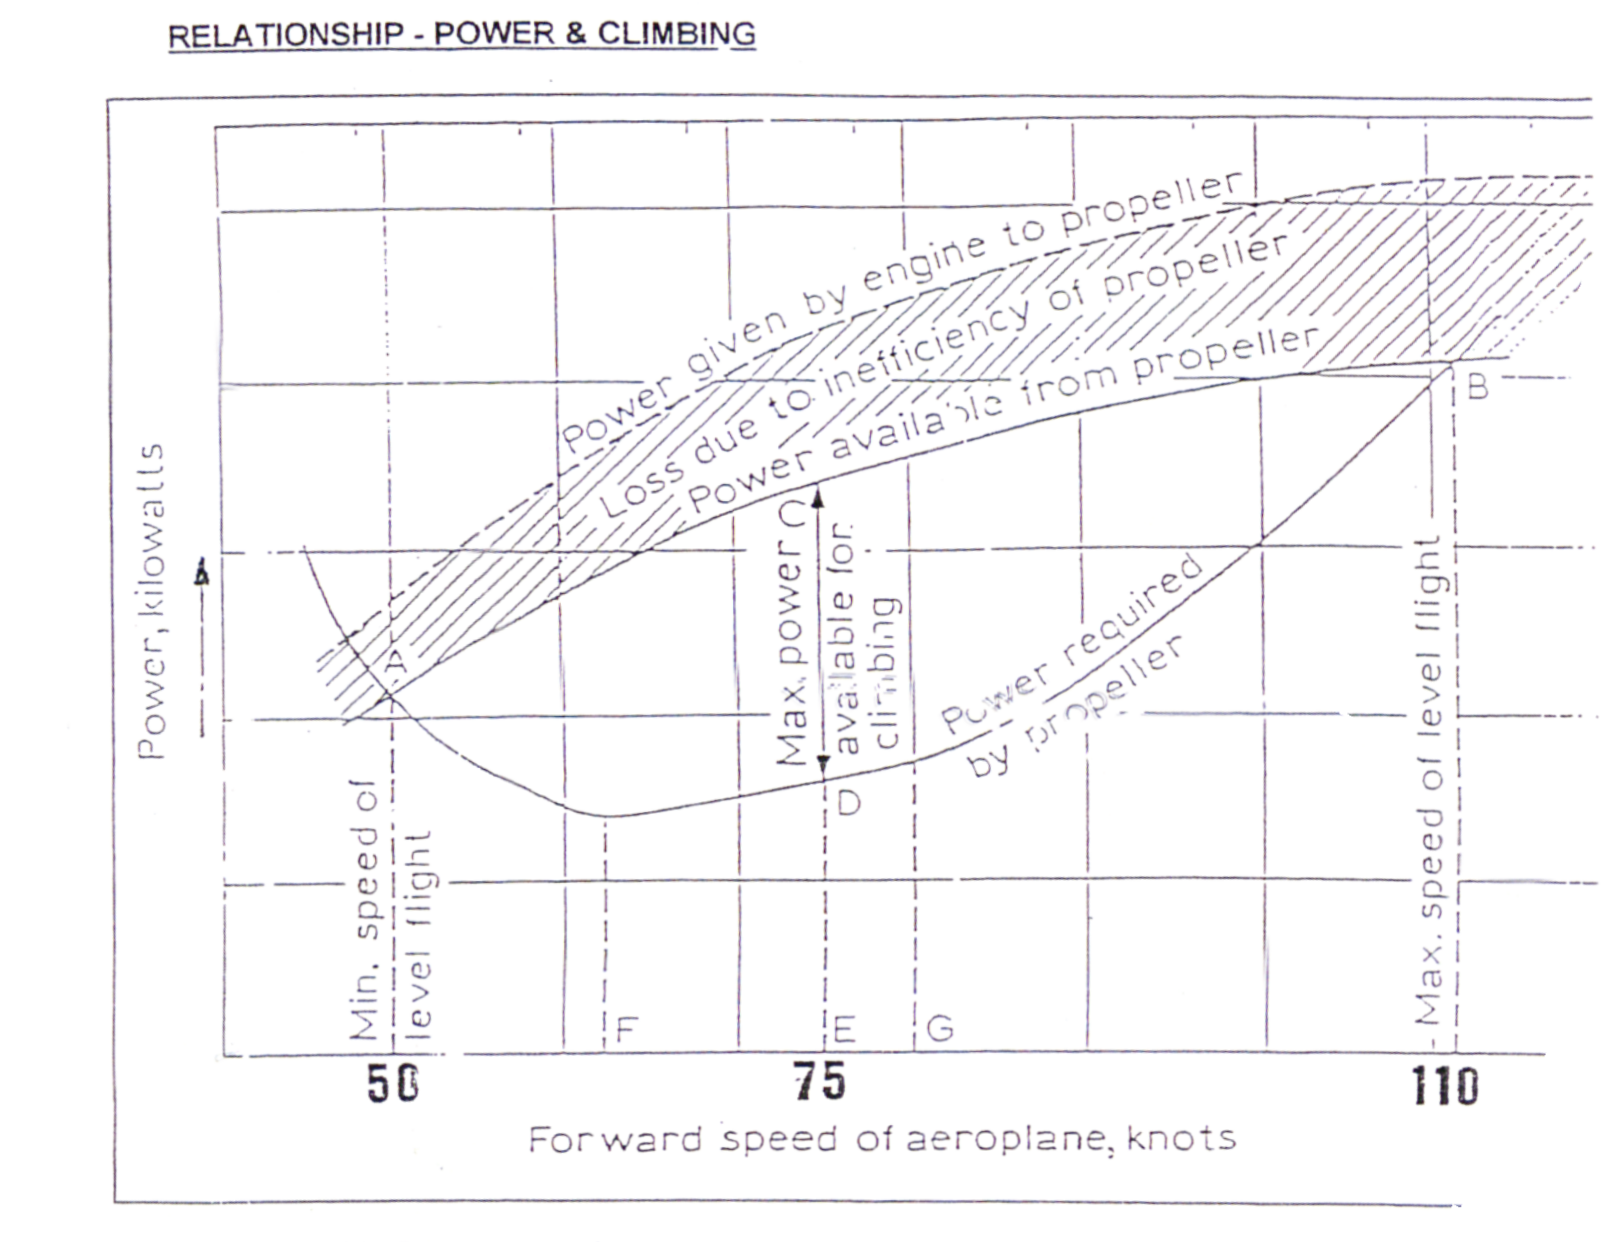 RELATIONSHIP - POWER & CLIMBING
Power given by engine to propeller
Loss due to inefficiency of propeller
Power available from propeller
B
C
A
Max. power
available for
climbing
Power required
by propeller
D
Power, kilowatts
Min. speed of
level flight
Max. speed of level flight
F
E
G
50
75
110
Forward speed of aeroplane, knots